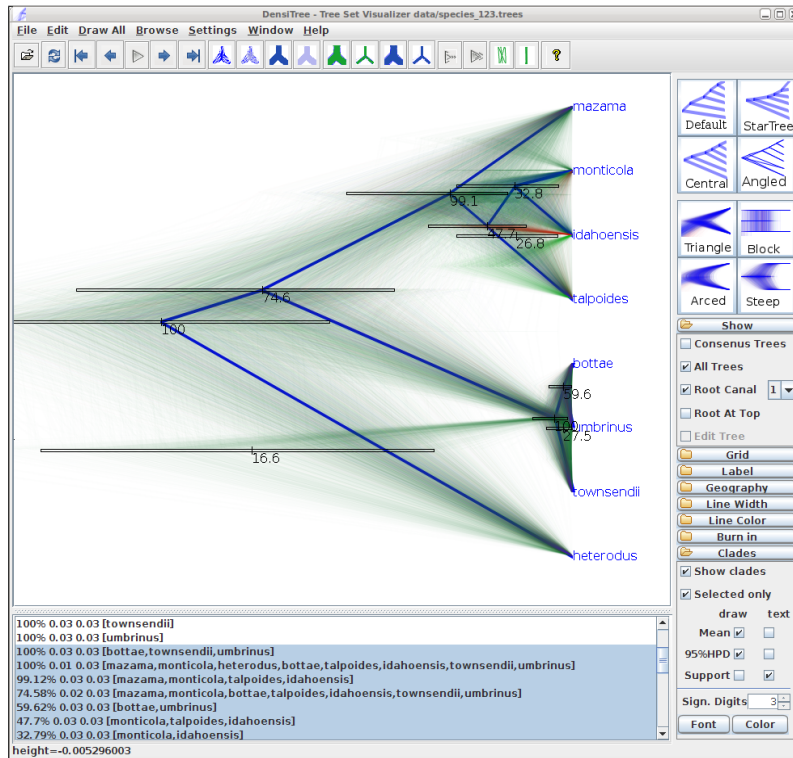 DensiTree - Tree Set Visualizer data/species_123.trees
File Edit Draw All Browse Settings Window Help
mazama
monticola
99.1
32.8
47.7
idahoensis
26.8
74.6
talpoides
100
bottae
59.6
100
umbrinus
27.5
16.6
townsendii
heterodus
Default StarTree
Central Angled
Triangle Block
Arced Steep
Show
Consenus Trees
All Trees
Root Canal 1
Root At Top
Edit Tree
Grid
Label
Geography
Line Width
Line Color
Burn in
Clades
Show clades
Selected only
draw text
Mean
95%HPD
Support
Sign. Digits 3
Font Color
100% 0.03 0.03 [townsendii]
100% 0.03 0.03 [umbrinus]
100% 0.03 0.03 [bottae,townsendii,umbrinus]
100% 0.01 0.03 [mazama,monticola,heterodus,bottae,talpoides,idahoensis,townsendii,umbrinus]
99.12% 0.03 0.03 [mazama,monticola,talpoides,idahoensis]
74.58% 0.02 0.03 [mazama,monticola,bottae,talpoides,idahoensis,townsendii,umbrinus]
59.62% 0.03 0.03 [bottae,umbrinus]
47.7% 0.03 0.03 [monticola,talpoides,idahoensis]
32.79% 0.03 0.03 [monticola,idahoensis]
height=-0.005296003